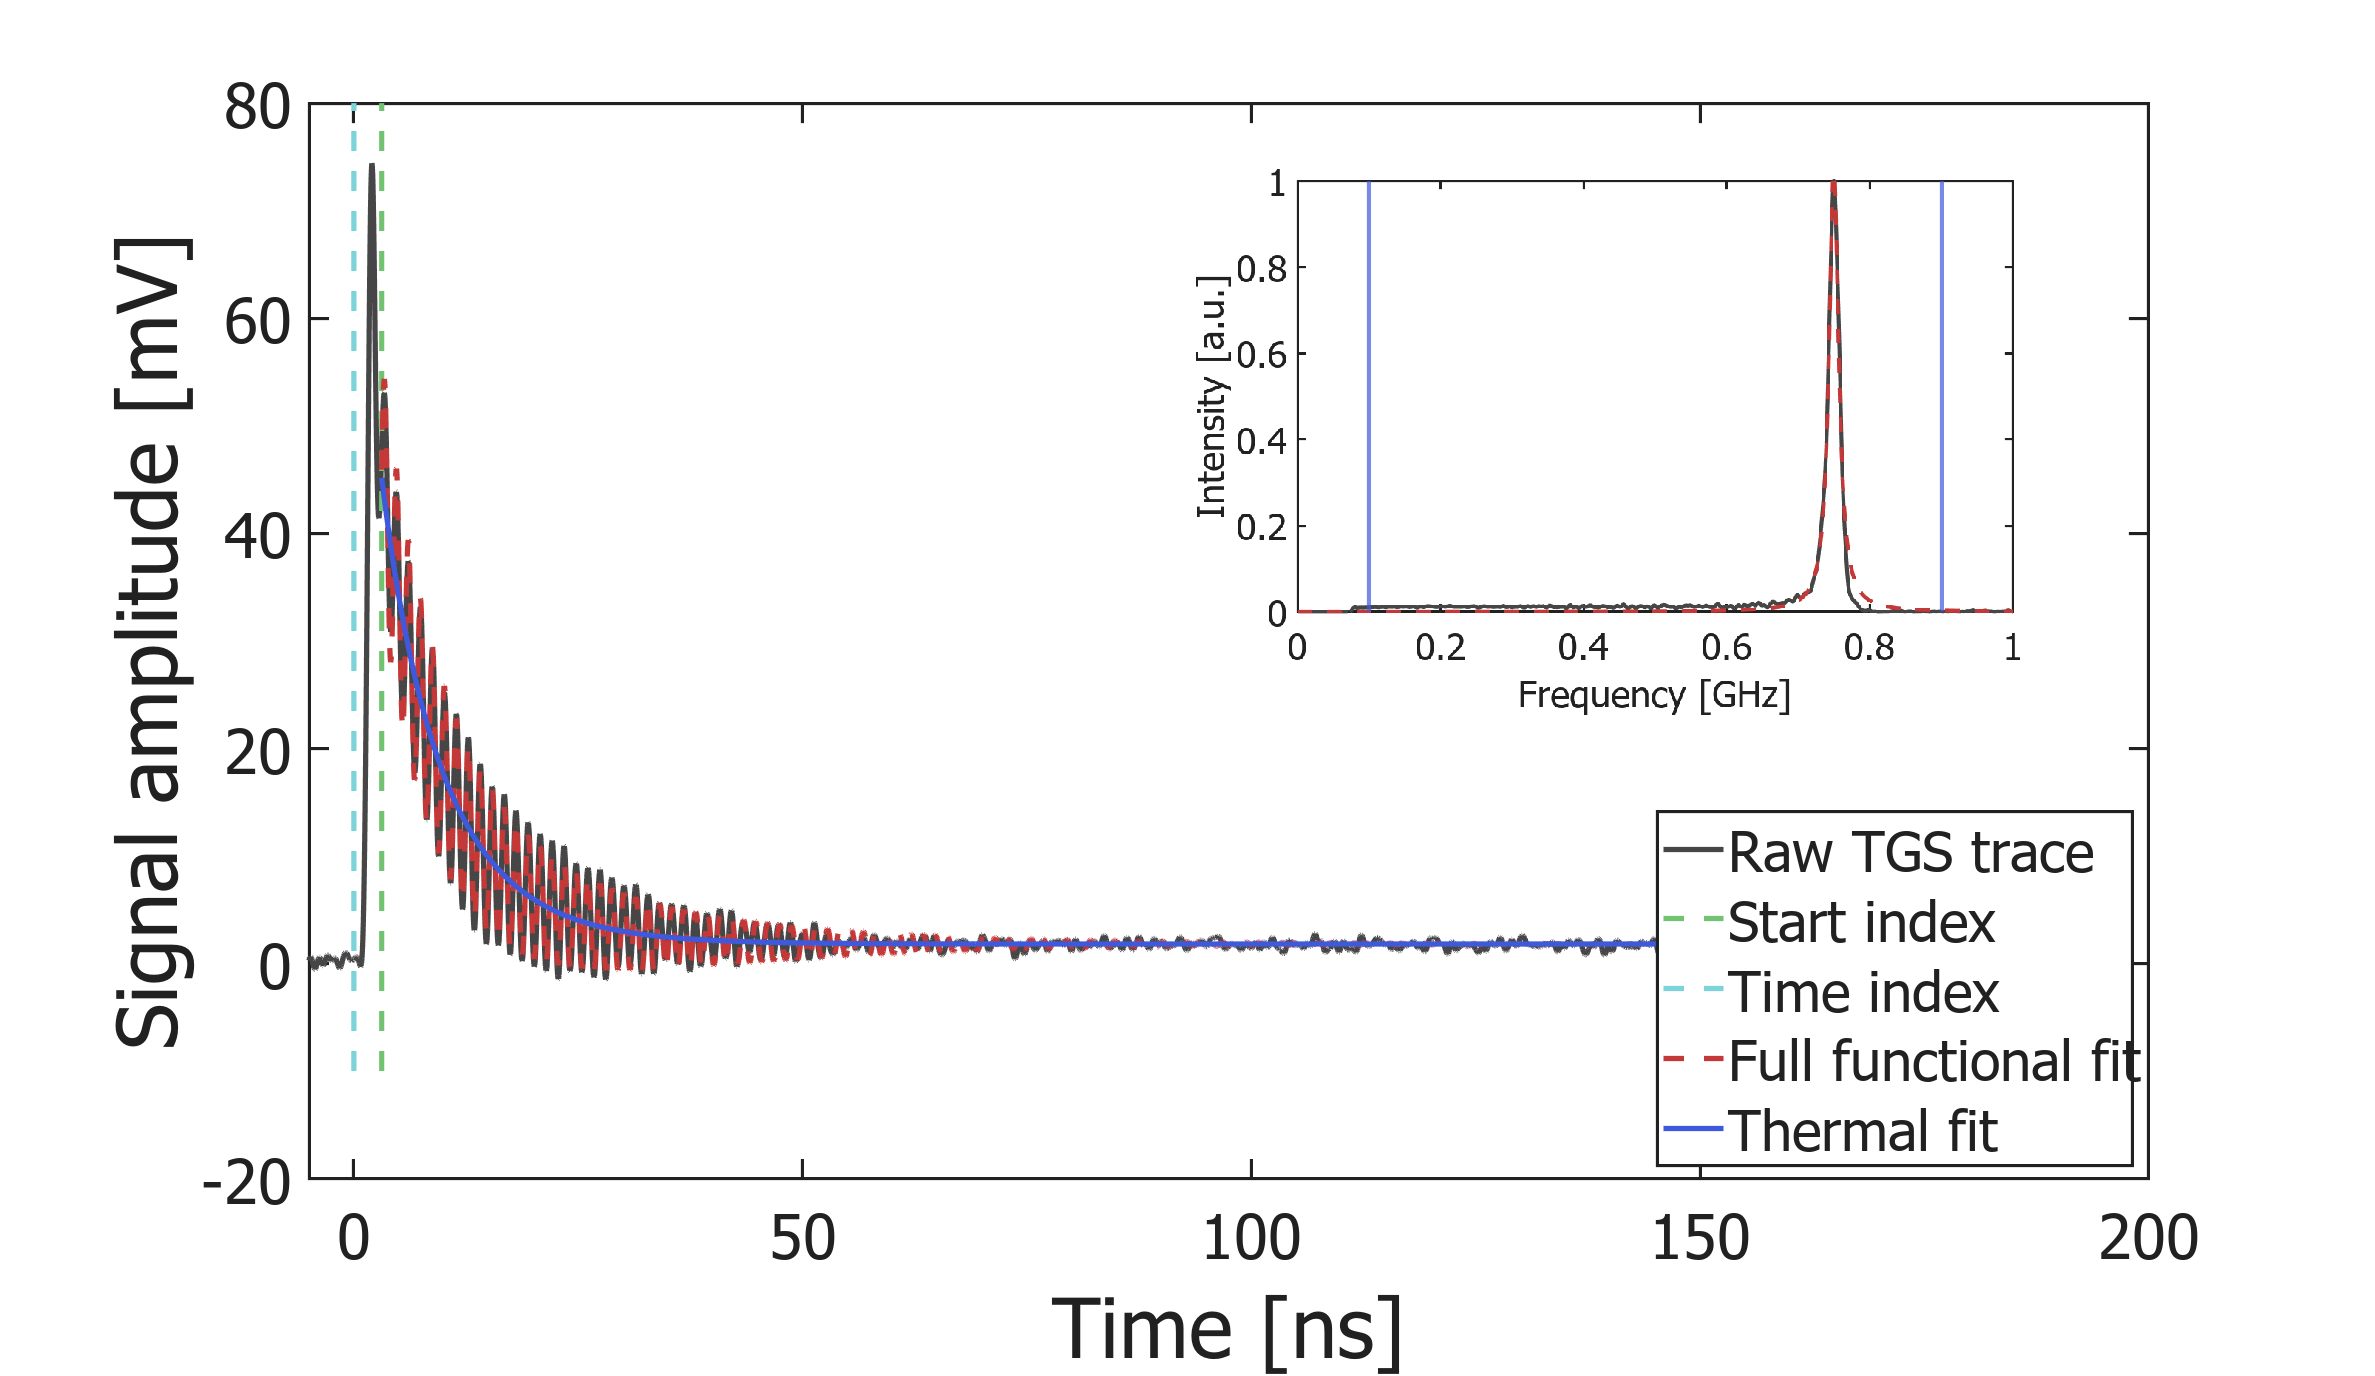 80
60
40
20
0
-20
Signal amplitude [mV]
0
50
100
150
200
Time [ns]
1
0.8
0.6
0.4
0.2
0
Intensity [a.u.]
0
0.2
0.4
0.6
0.8
1
Frequency [GHz]
Raw TGS trace
Start index
Time index
Full functional fit
Thermal fit